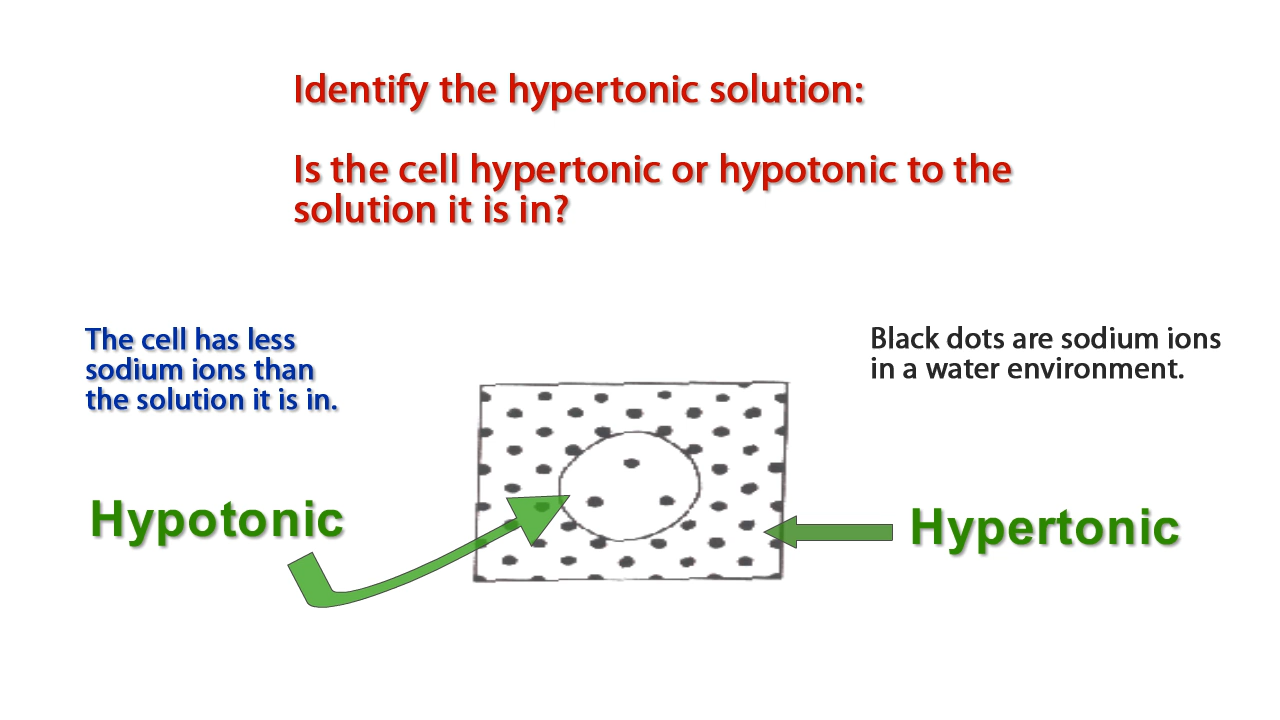 Identify the hypertonic solution:
Is the cell hypertonic or hypotonic to the
solution it is in?
The cell has less
sodium ions than
the solution it is in.
Black dots are sodium ions
in a water environment.
Hypotonic
Hypertonic